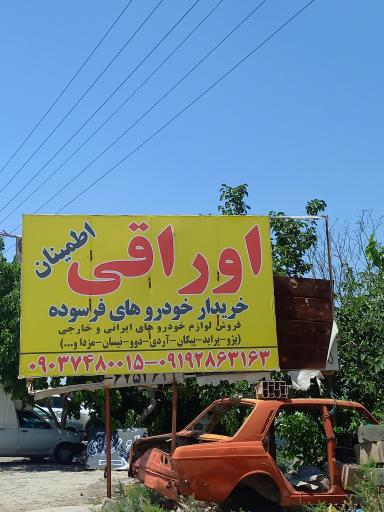 اوراقی اطمینان
خریدار خودرو های فرسوده
فروش لوازم خودرو های ایرانی و خارجی
(پژو-پراید-پیکان-آردی-دوو-نیسان-مزدا و...)
۰۹۰۳۷۴۸۰۰۱۵-۰۹۱۹۲۸۶۳۱۶۳